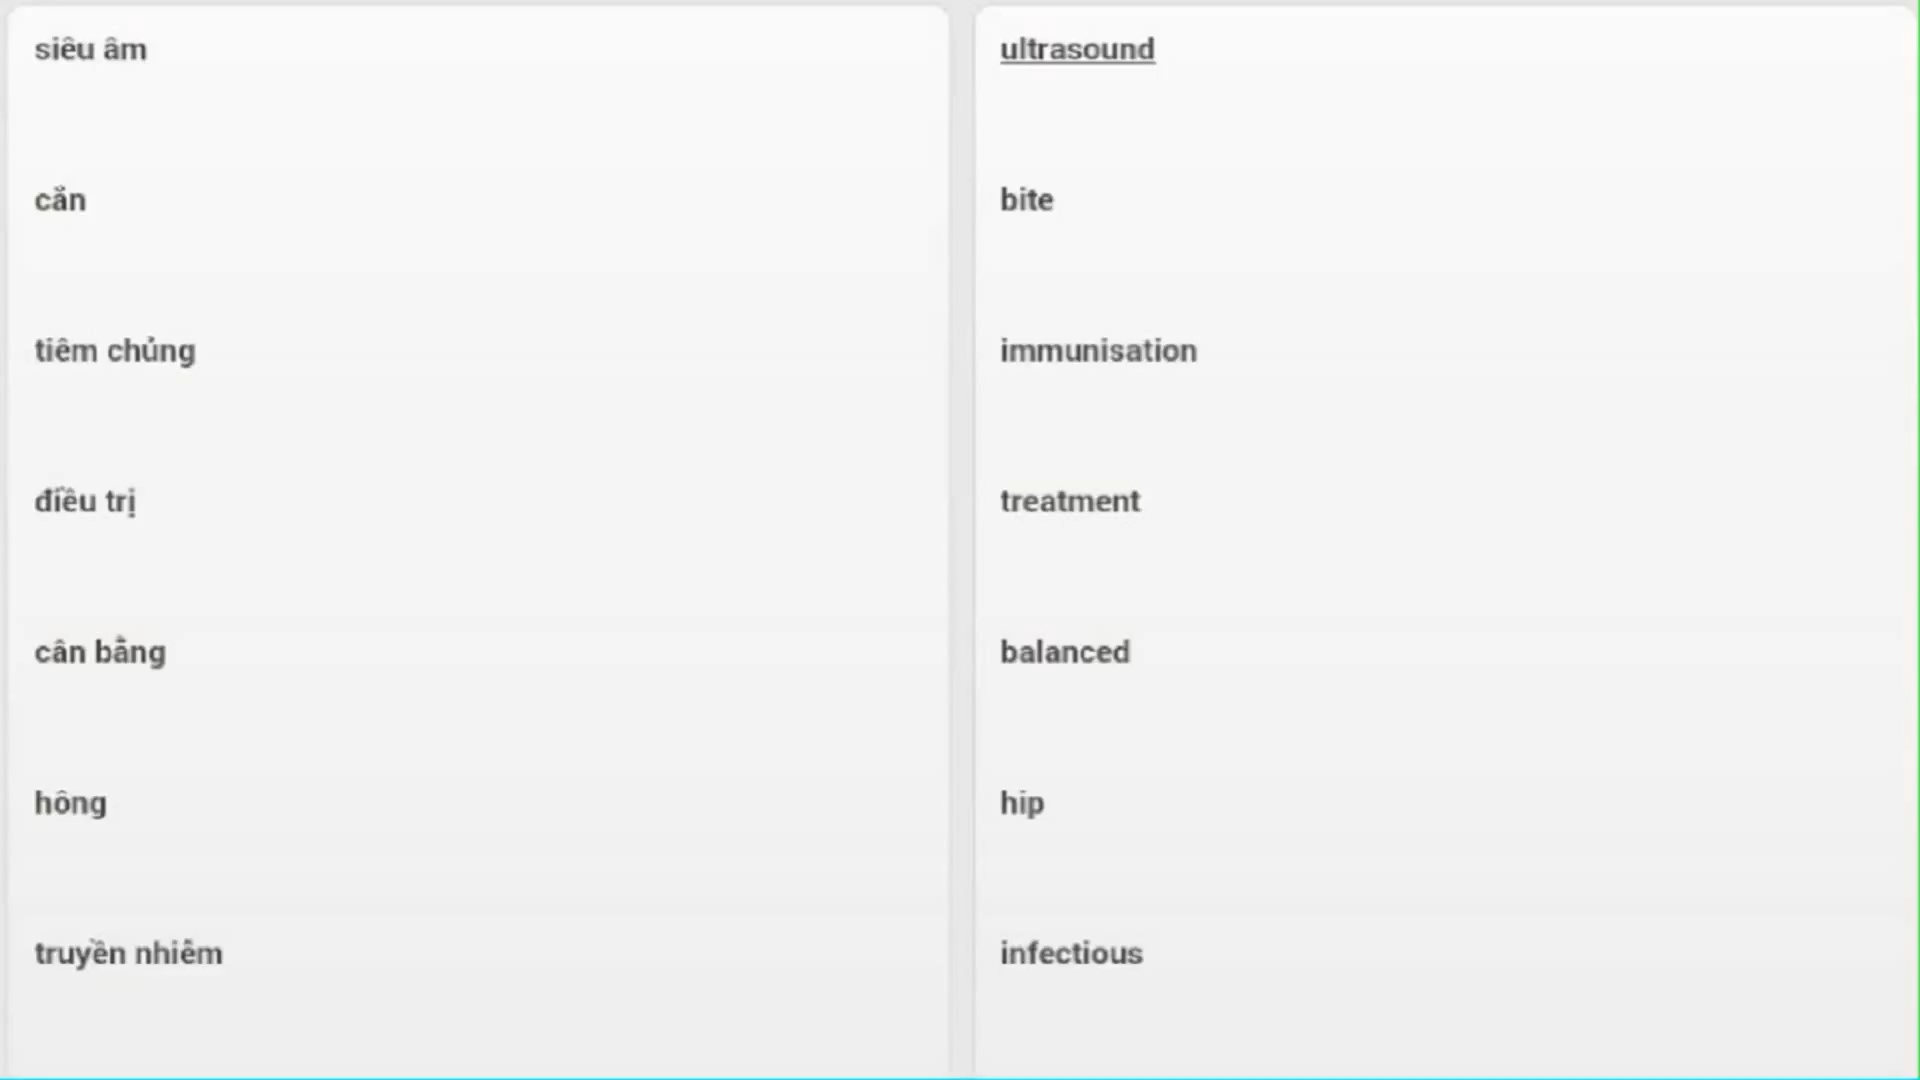 siêu âm
ultrasound
cắn
bite
tiêm chủng
immunisation
điều trị
treatment
cân bằng
balanced
hông
hip
truyền nhiễm
infectious